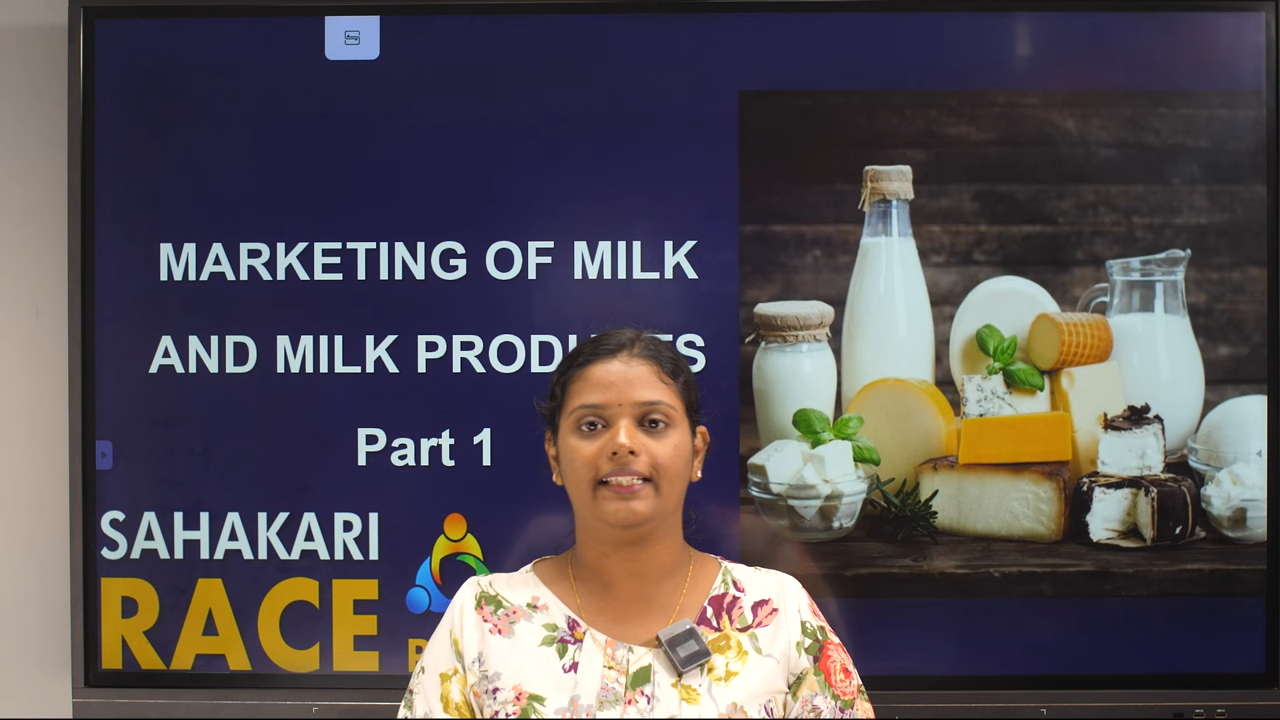 MARKETING OF MILK
AND MILK
Part 1
SAHAKARI
RACE